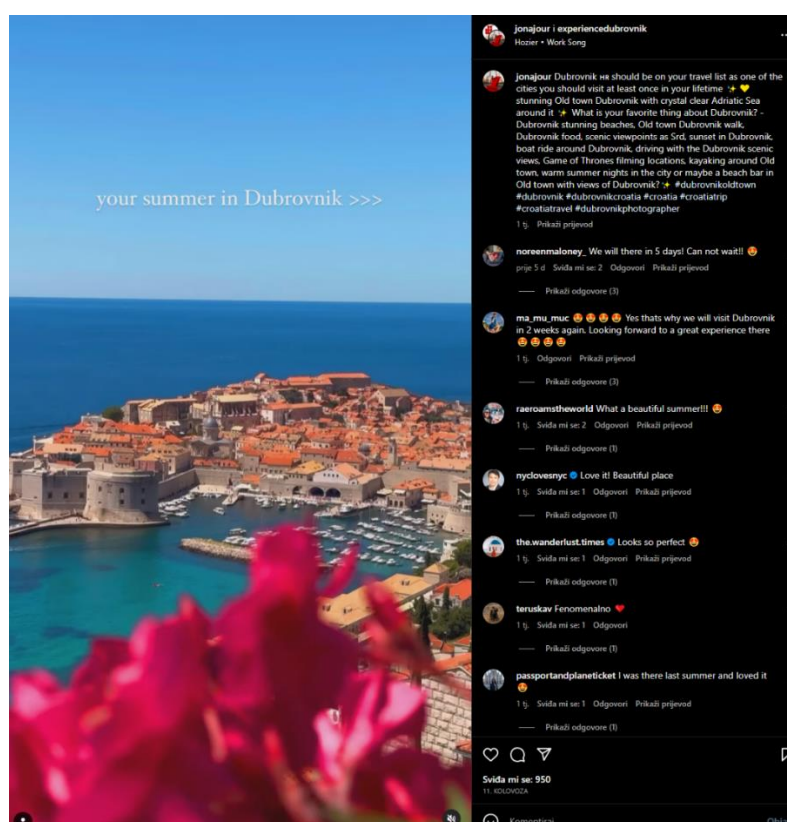 your summer in Dubrovnik >>>
jonajour i experiencedubrovnik
Hozier • Work Song
jonajour Dubrovnik HR should be on your travel list as one of the
cities you should visit at least once in your lifetime ✨ 💛
stunning Old town Dubrovnik with crystal clear Adriatic Sea
around it ✨ What is your favorite thing about Dubrovnik? -
Dubrovnik stunning beaches, Old town Dubrovnik walk,
Dubrovnik food, scenic viewpoints as Srd, sunset in Dubrovnik,
boat ride around Dubrovnik, driving with the Dubrovnik scenic
views, Game of Thrones filming locations, kayaking around Old
town, warm summer nights in the city or maybe a beach bar in
Old town with views of Dubrovnik? ✨ #dubrovnikoldtown
#dubrovnik #dubrovnikcroatia #croatia #croatiatrip
#croatiatravel #dubrovnikphotographer
1 tj. Prikaži prijevod
noreenmaloney_ We will there in 5 days! Can not wait!! 😍
prije 5 d Sviđa mi se: 2 Odgovori Prikaži prijevod
Prikaži odgovore (3)
ma_mu_muc 😍 😍 😍 😍 Yes thats why we will visit Dubrovnik
in 2 weeks again. Looking forward to a great experience there
😍 😍 😍 😍
1 tj. Odgovori Prikaži prijevod
Prikaži odgovore (3)
raeroamstheworld What a beautiful summer!!! 😍
1 tj. Sviđa mi se: 2 Odgovori Prikaži prijevod
Prikaži odgovore (1)
nyclovesnyc Love it! Beautiful place
1 tj. Sviđa mi se: 1 Odgovori Prikaži prijevod
Prikaži odgovore (1)
the.wanderlust.times Looks so perfect 😍
1 tj. Sviđa mi se: 1 Odgovori Prikaži prijevod
Prikaži odgovore (1)
teruskav Fenomenalno ❤️
1 tj. Sviđa mi se: 1 Odgovori
Prikaži odgovore (1)
passportandplaneticket I was there last summer and loved it
😍
1 tj. Sviđa mi se: 1 Odgovori Prikaži prijevod
Prikaži odgovore (1)
Sviđa mi se: 950
11. KOLOVOZA